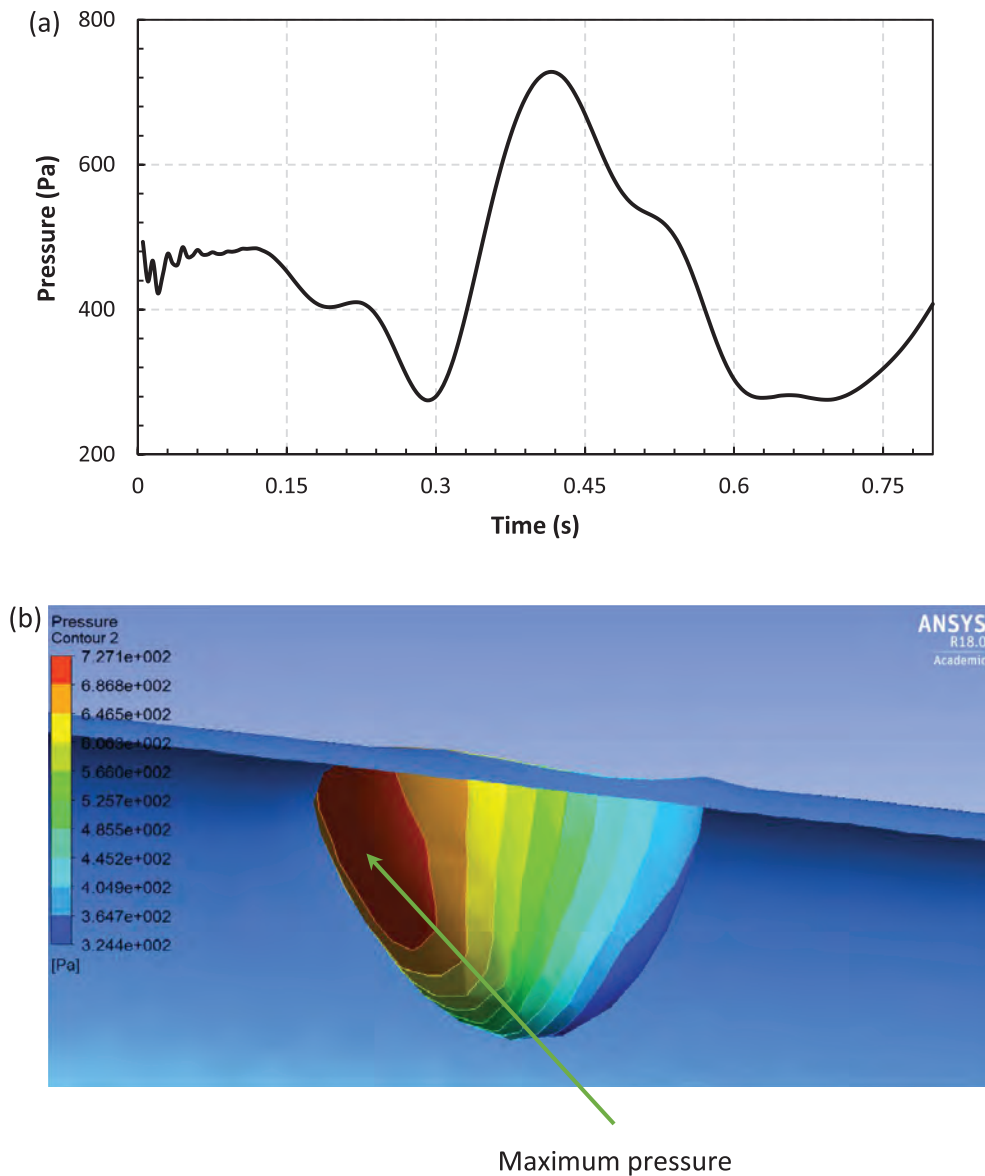 (a)
800
600
400
200
Pressure (Pa)
0 0.15 0.3 0.45 0.6 0.75
Time (s)
(b)
Pressure
Contour 2
7.271e+002
6.868e+002
6.465e+002
6.063e+002
5.660e+002
5.257e+002
4.855e+002
4.452e+002
4.049e+002
3.647e+002
3.244e+002
[Pa]
ANSYS
R18.0
Academic
Maximum pressure